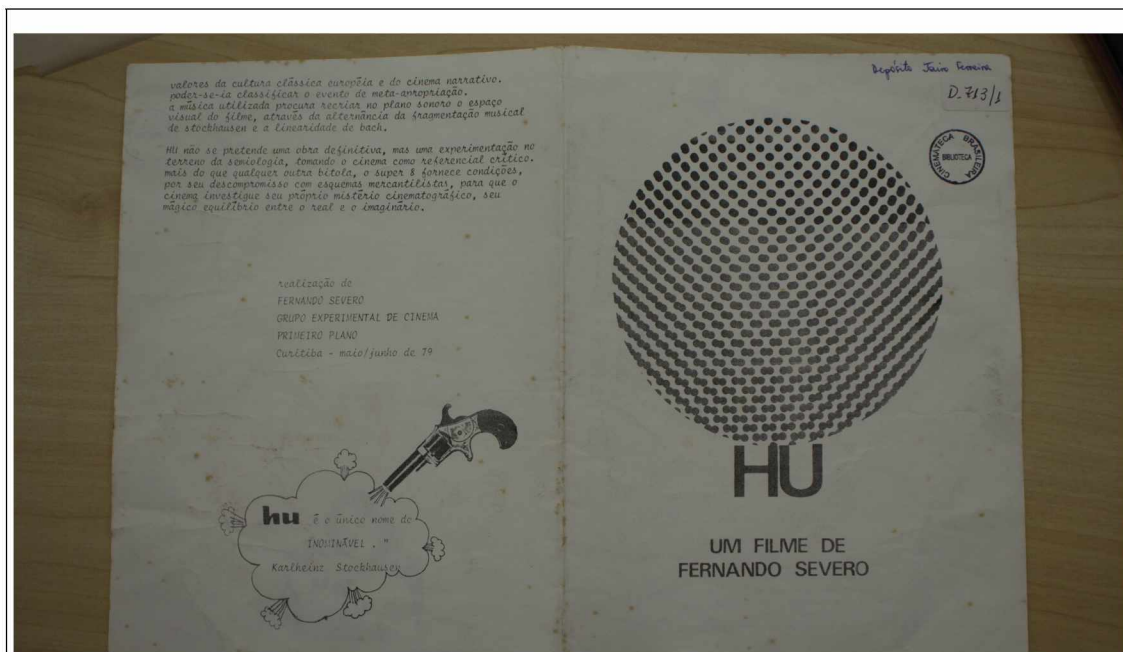 valores da cultura clássica européia e do cinema narrativo.
poder-se-ia classificar o evento de meta-apropriação.
a música utilizada procura recriar no plano sonoro o espaço
visual do filme, através da alternância da fragmentação musical
de stockhausen e a linearidade de bach.
HU não se pretende uma obra definitiva, mas uma experimentação no
terreno da semiologia, tomando o cinema como referencial crítico.
mais do que qualquer outra bitola, o super 8 fornece condições,
por seu descompromisso com esquemas mercantilistas, para que o
cinema investigue seu próprio mistério cinematográfico, seu
mágico equilíbrio entre o real e o imaginário.
realização de
FERNANDO SEVERO
GRUPO EXPERIMENTAL DE CINEMA
PRIMEIRO PLANO
Curitiba - maio/junho de 79
hu é o único nome do
INOMINÁVEL . "
Karlheinz Stockhausen
Depósito Jairo Ferreira
D.713/1
CINEMATECA BRASILEIRA
BIBLIOTECA
HU
UM FILME DE
FERNANDO SEVERO